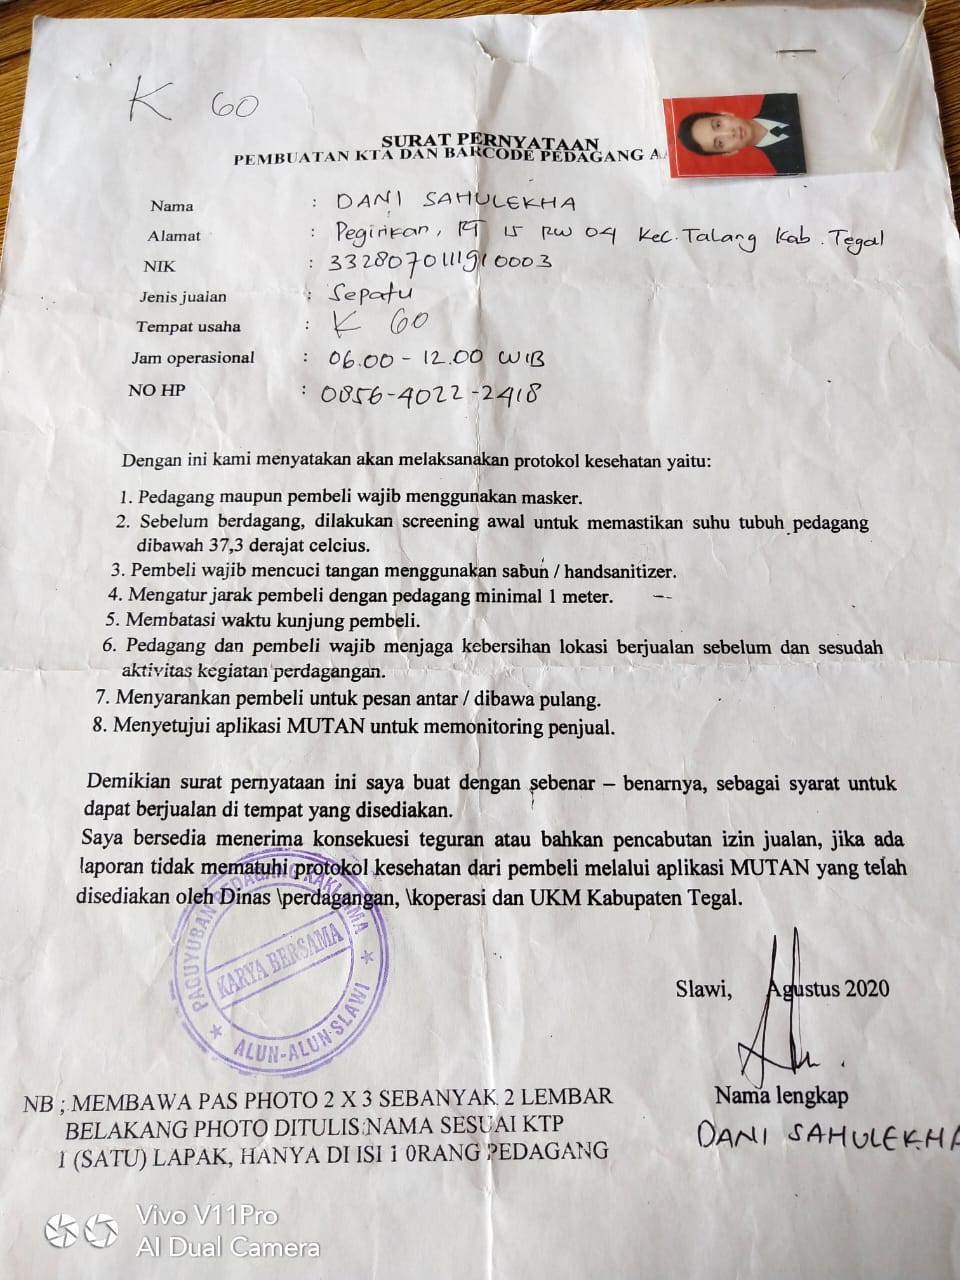 K 60
SURAT PERNYATAAN
PEMBUATAN KTA DAN BARCODE PEDAGANG
Nama : DANI SAHULEKHA
Alamat : Pegirikan, RT 15 RW 04 Kec. Talang Kab. Tegal
NIK : 3328070111910003
Jenis jualan : Sepatu
Tempat usaha : K 60
Jam operasional : 06.00 - 12.00 WIB
NO HP : 0856-4022-2418
Dengan ini kami menyatakan akan melaksanakan protokol kesehatan yaitu:
1. Pedagang maupun pembeli wajib menggunakan masker.
2. Sebelum berdagang, dilakukan screening awal untuk memastikan suhu tubuh pedagang
dibawah 37,3 derajat celcius.
3. Pembeli wajib mencuci tangan menggunakan sabun / handsanitizer.
4. Mengatur jarak pembeli dengan pedagang minimal 1 meter.
5. Membatasi waktu kunjung pembeli.
6. Pedagang dan pembeli wajib menjaga kebersihan lokasi berjualan sebelum dan sesudah
aktivitas kegiatan perdagangan.
7. Menyarankan pembeli untuk pesan antar / dibawa pulang.
8. Menyetujui aplikasi MUTAN untuk memonitoring penjual.
Demikian surat pernyataan ini saya buat dengan sebenar – benarnya, sebagai syarat untuk
dapat berjualan di tempat yang disediakan.
Saya bersedia menerima konsekuesi teguran atau bahkan pencabutan izin jualan, jika ada
laporan tidak mematuhi protokol kesehatan dari pembeli melalui aplikasi MUTAN yang telah
disediakan oleh Dinas \perdagangan, \koperasi dan UKM Kabupaten Tegal.
PAGUYUBAN PEDAGANG KAKI LIMA
KARYA BERSAMA
ALUN-ALUN SLAWI
Slawi, Agustus 2020
Nama lengkap
DANI SAHULEKHA
NB ; MEMBAWA PAS PHOTO 2 X 3 SEBANYAK 2 LEMBAR
BELAKANG PHOTO DITULIS NAMA SESUAI KTP
1 (SATU) LAPAK, HANYA DI ISI 1 0RANG PEDAGANG
Vivo V11Pro
AI Dual Camera